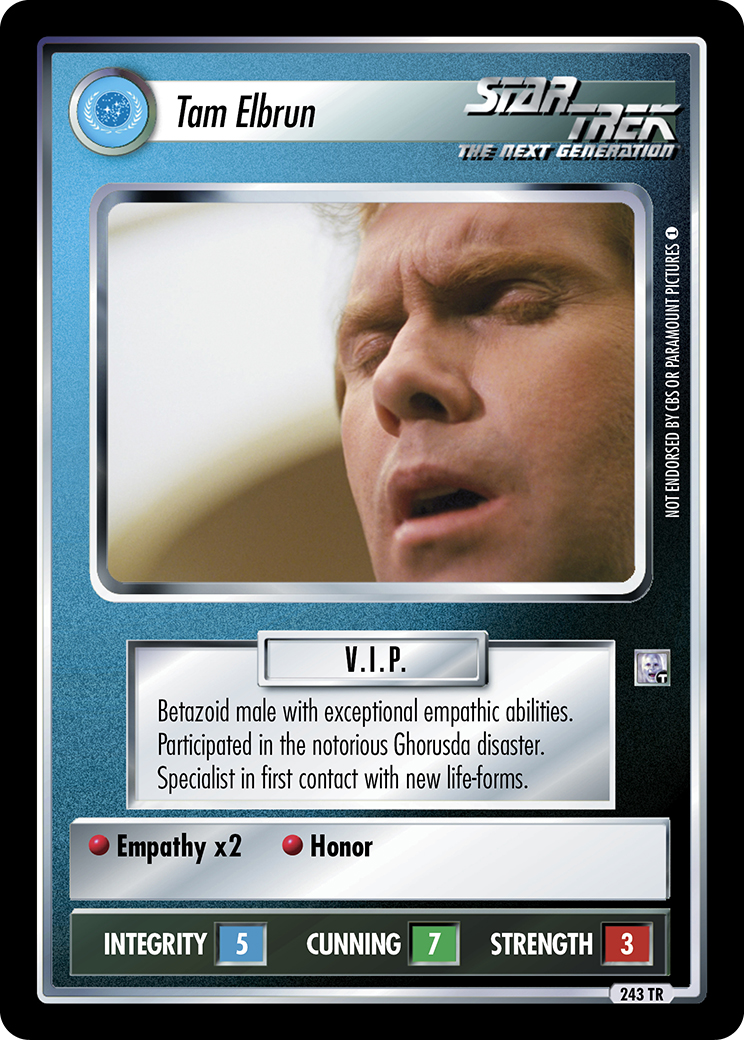 Tam Elbrun
STAR TREK
THE NEXT GENERATION
NOT ENDORSED BY CBS OR PARAMOUNT PICTURES 1
V.I.P.
Betazoid male with exceptional empathic abilities.
Participated in the notorious Ghorusda disaster.
Specialist in first contact with new life-forms.
T
Empathy x2 Honor
INTEGRITY 5 CUNNING 7 STRENGTH 3
243 TR